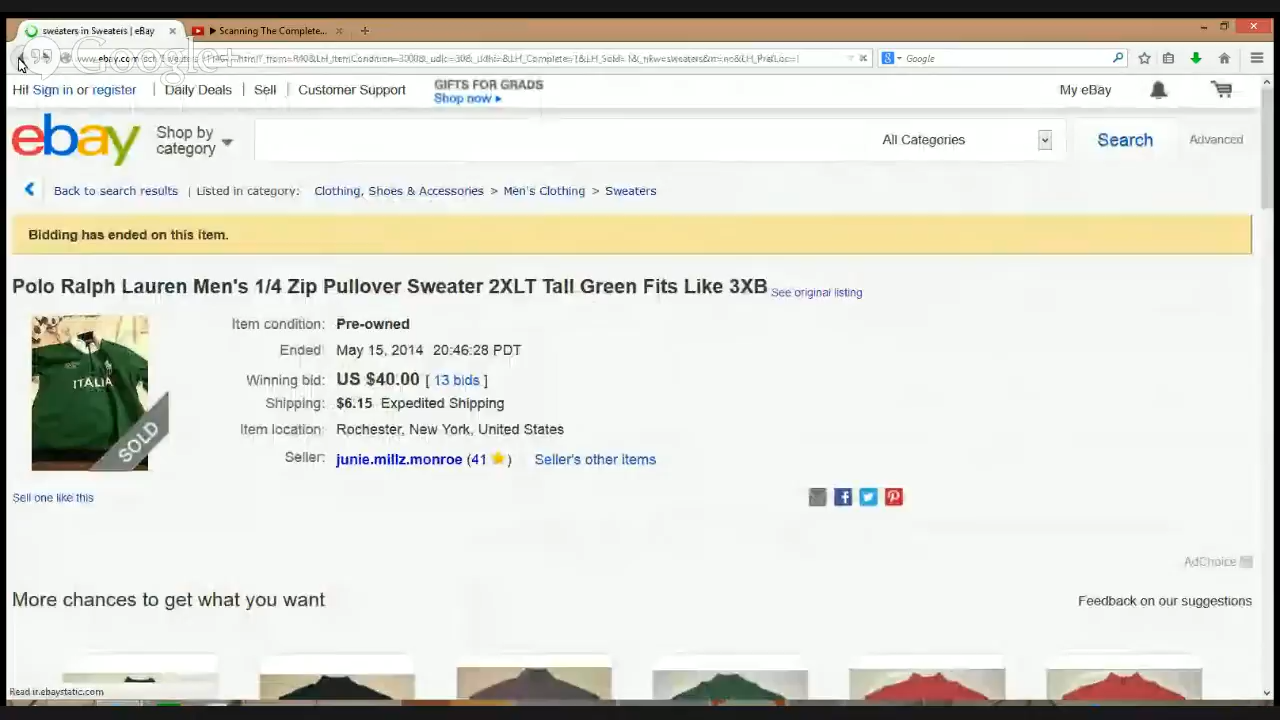 sweaters in Sweaters | eBay
Scanning The Complete...
Google+
www.ebay.com
Google
Hi! Sign in or register
Daily Deals
Sell
Customer Support
GIFTS FOR GRADS
Shop now
My eBay
ebay
Shop by
category
All Categories
Search
Advanced
Back to search results
Listed in category:
Clothing, Shoes & Accessories > Men's Clothing > Sweaters
Bidding has ended on this item.
Polo Ralph Lauren Men's 1/4 Zip Pullover Sweater 2XLT Tall Green Fits Like 3XB
See original listing
ITALIA
SOLD
Item condition: Pre-owned
Ended: May 15, 2014 20:46:28 PDT
Winning bid: US $40.00 [ 13 bids ]
Shipping: $6.15 Expedited Shipping
Item location: Rochester, New York, United States
Seller: junie.millz.monroe (41 ) Seller's other items
Sell one like this
AdChoice
More chances to get what you want
Feedback on our suggestions
Read ir.ebaystatic.com